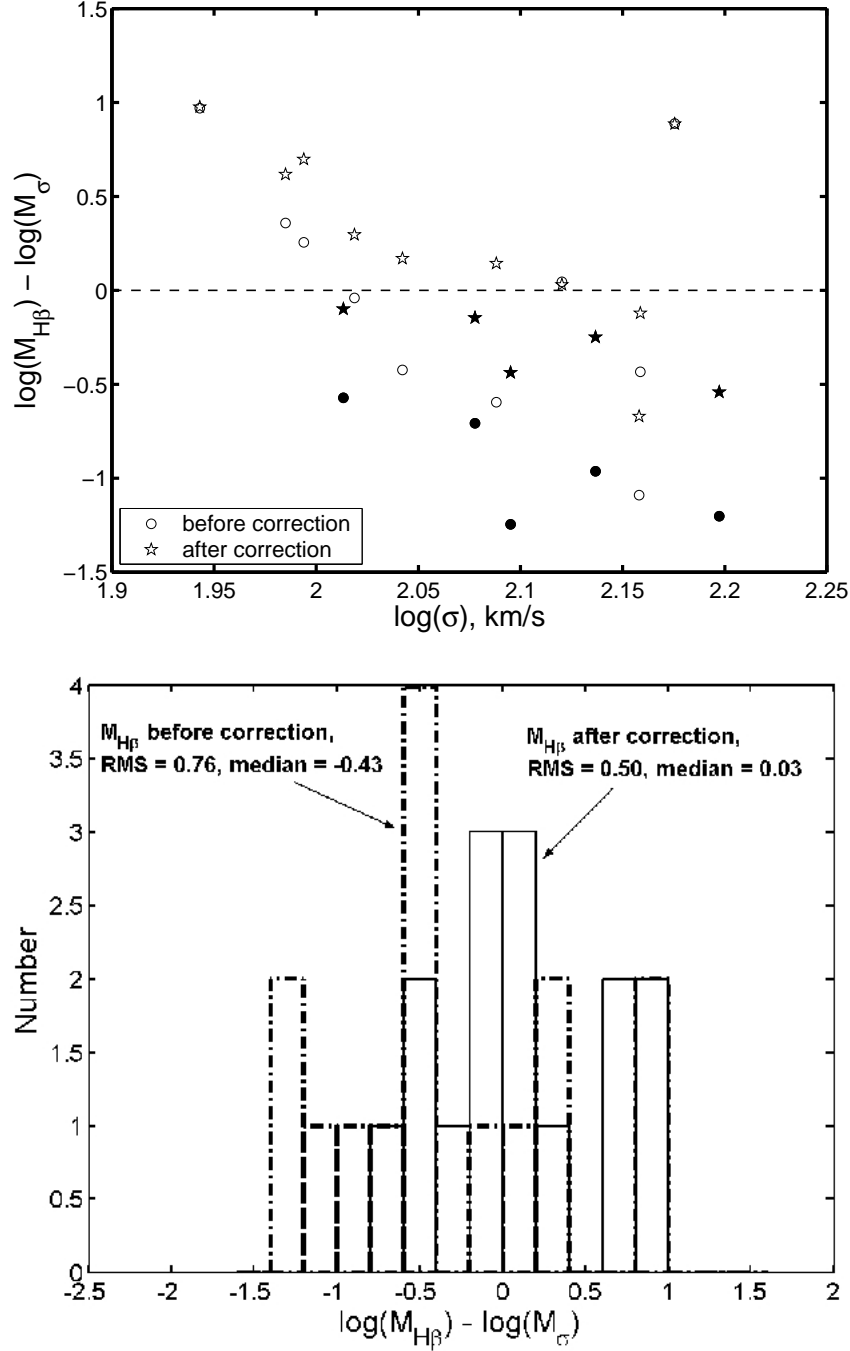 1.5
1
0.5
0
−0.5
−1
−1.5
log(M_Hβ) − log(M_σ)
before correction
after correction
1.9 1.95 2 2.05 2.1 2.15 2.2 2.25
log(σ), km/s
4
3.5
3
2.5
2
1.5
1
0.5
0
Number
M_Hβ before correction,
RMS = 0.76, median = -0.43
M_Hβ after correction,
RMS = 0.50, median = 0.03
-2.5 -2 -1.5 -1 -0.5 0 0.5 1 1.5 2
log(M_Hβ) - log(M_σ)